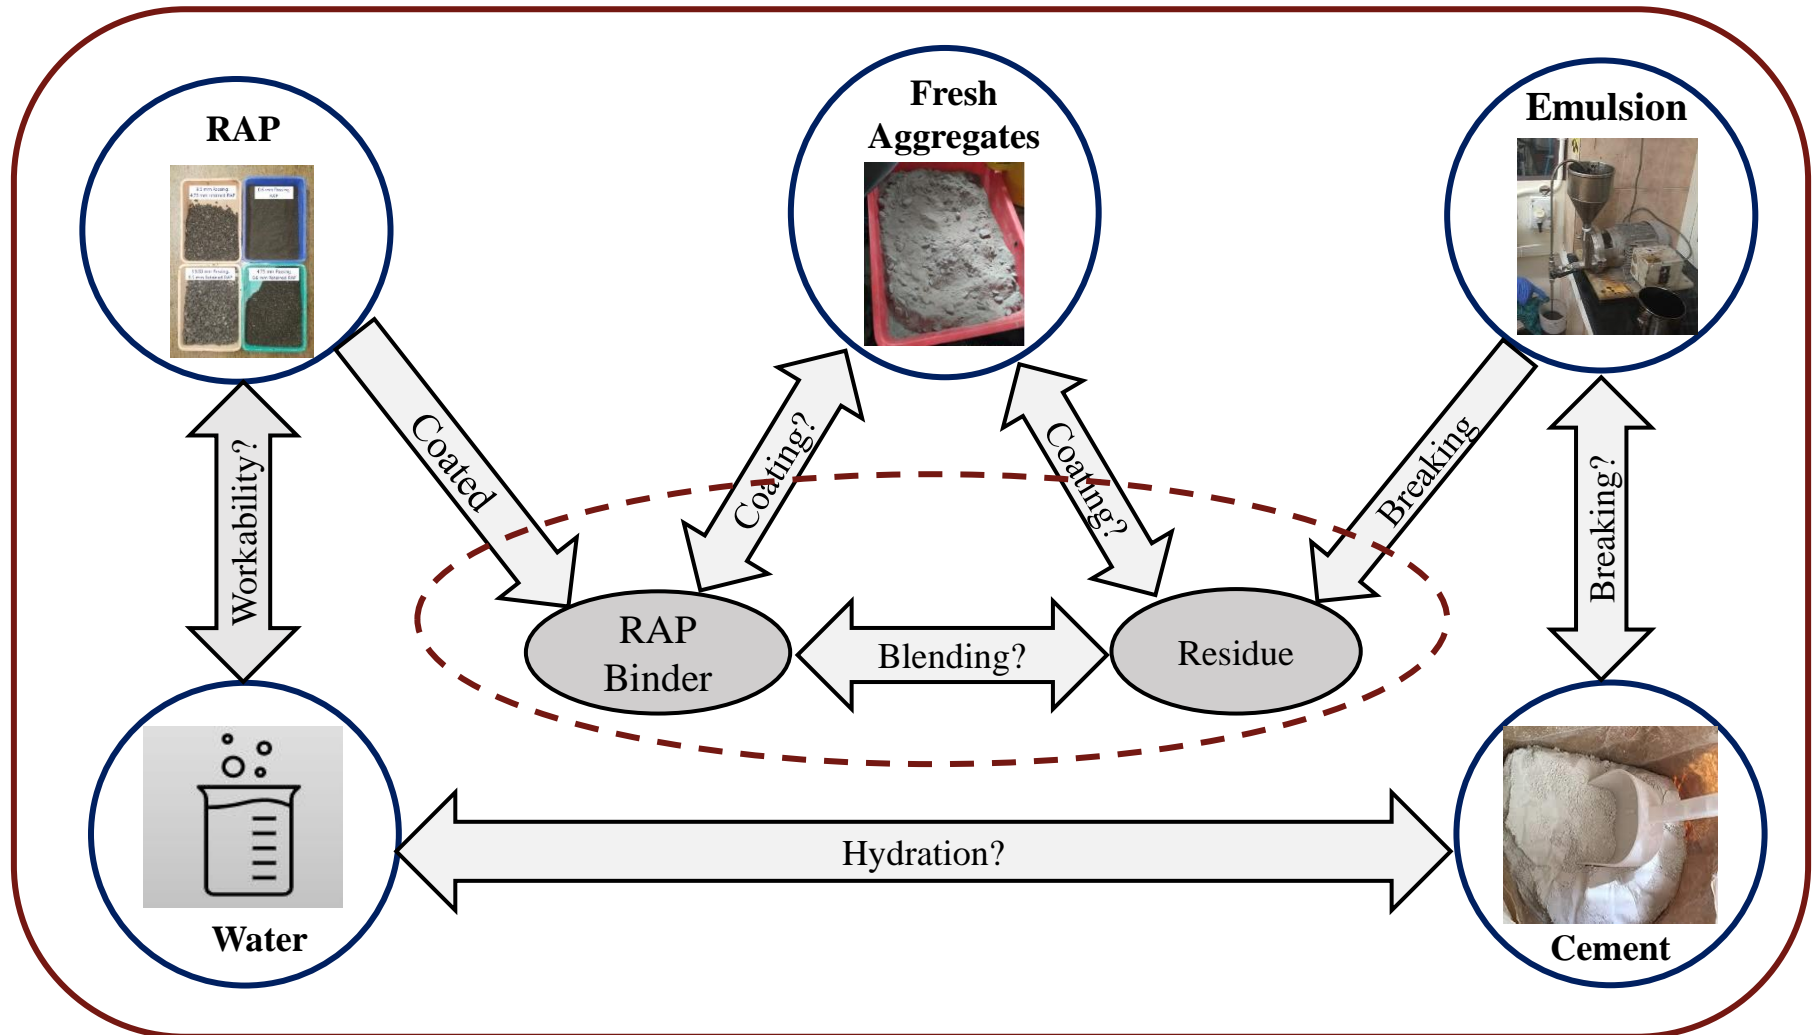 RAP
Fresh
Aggregates
Emulsion
Coated
Coating?
Coating?
Breaking
Workability?
Breaking?
RAP
Binder
Blending?
Residue
Hydration?
Water
Cement